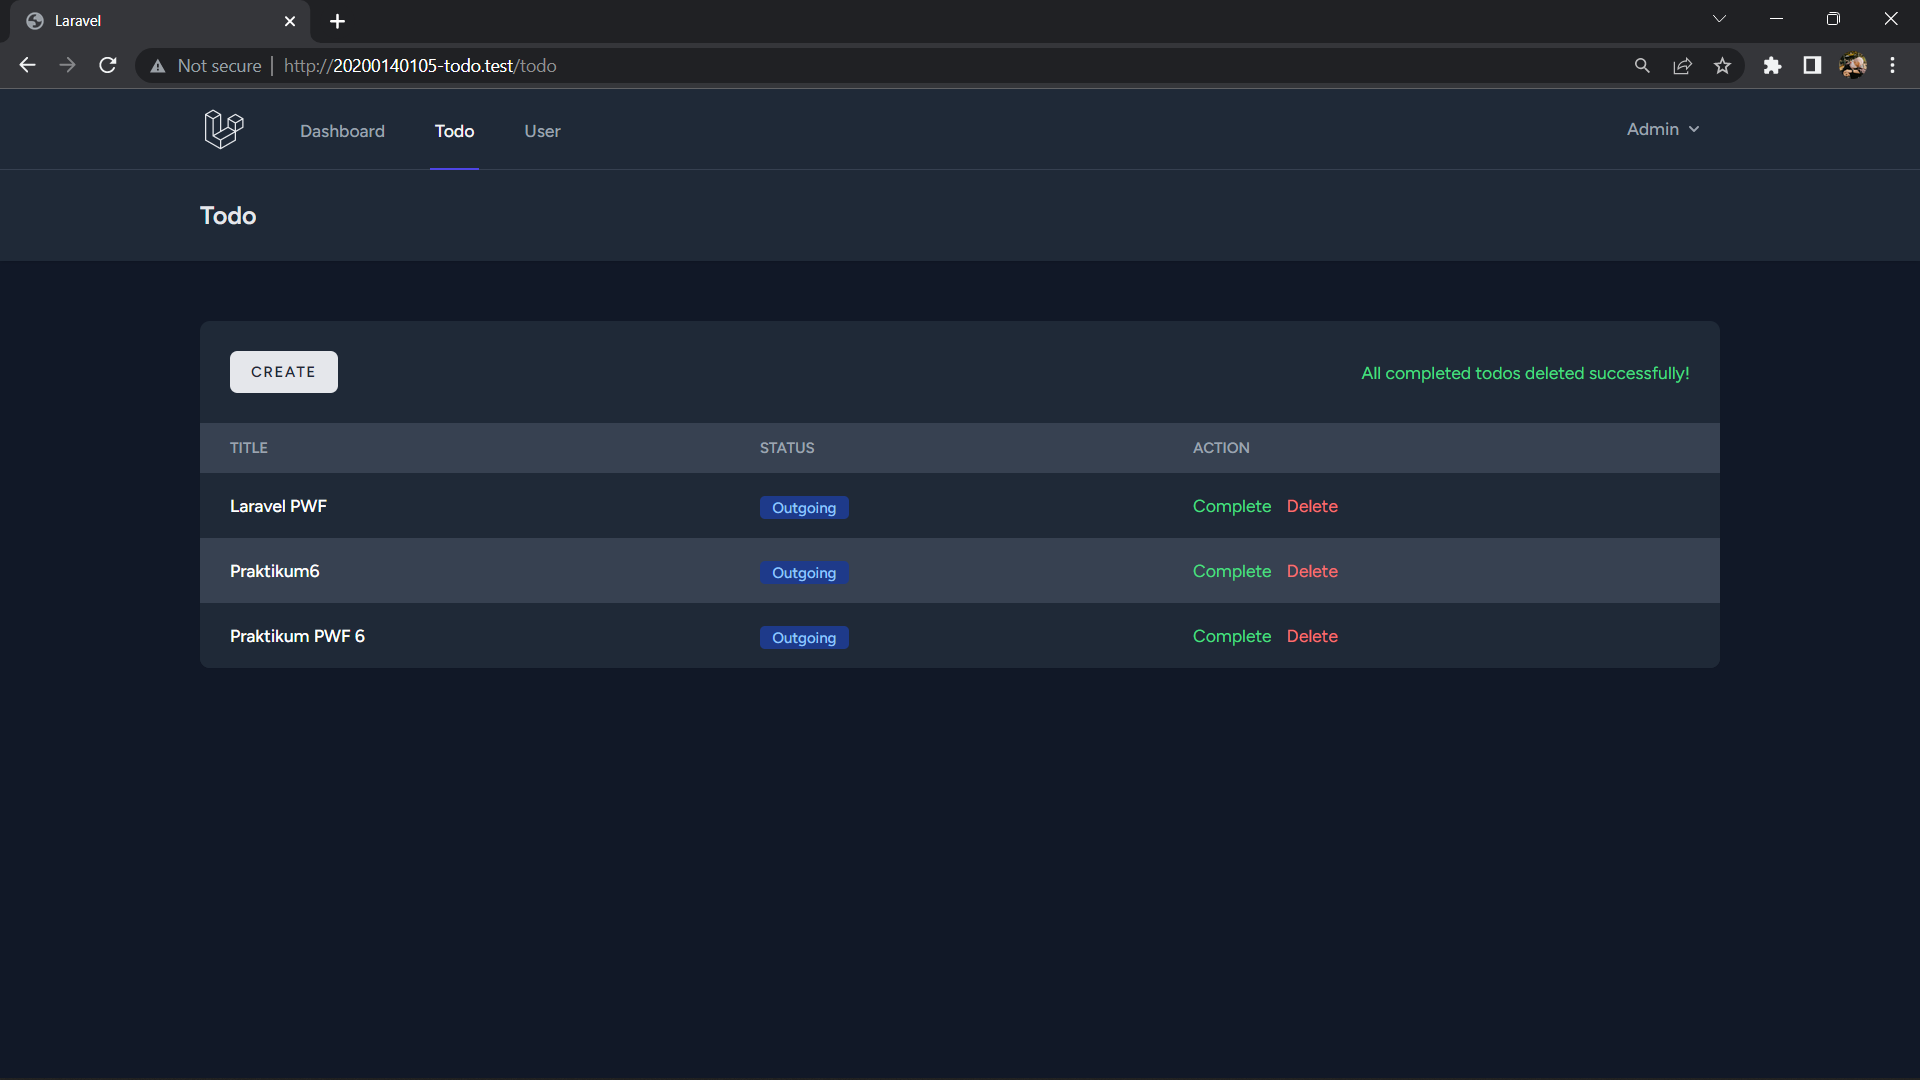 Laravel
Not secure http://20200140105-todo.test/todo
Dashboard Todo User Admin
Todo
CREATE All completed todos deleted successfully!
TITLE STATUS ACTION
Laravel PWF Outgoing Complete Delete
Praktikum6 Outgoing Complete Delete
Praktikum PWF 6 Outgoing Complete Delete